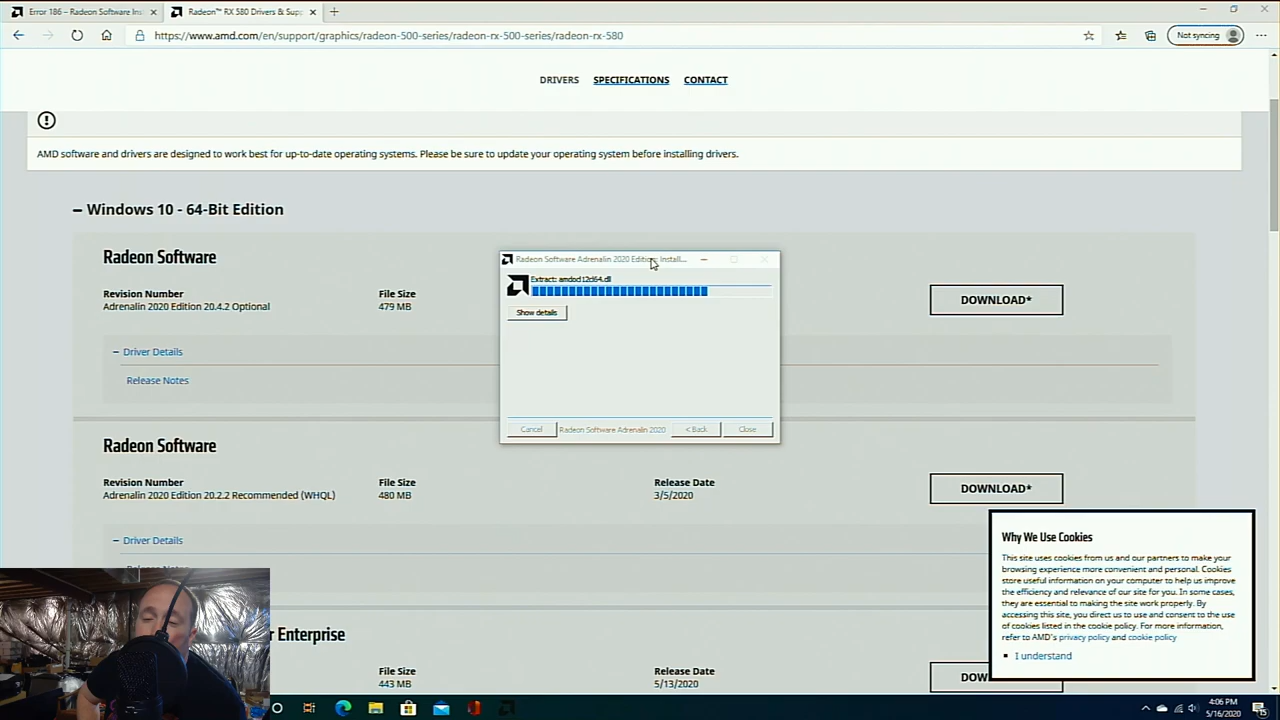 Error 186 – Radeon Software Ins
Radeon™ RX 580 Drivers & Supp
https://www.amd.com/en/support/graphics/radeon-500-series/radeon-rx-500-series/radeon-rx-580
Not syncing
DRIVERS SPECIFICATIONS CONTACT
AMD software and drivers are designed to work best for up-to-date operating systems. Please be sure to update your operating system before installing drivers.
– Windows 10 - 64-Bit Edition
Radeon Software
Revision Number File Size
Adrenalin 2020 Edition 20.4.2 Optional 479 MB
DOWNLOAD*
– Driver Details
Release Notes
Radeon Software Adrenalin 2020 Edition: Install...
Extract: amdocl12cl64.dll
Show details
Cancel Radeon Software Adrenalin 2020 < Back Close
Radeon Software
Revision Number File Size Release Date
Adrenalin 2020 Edition 20.2.2 Recommended (WHQL) 480 MB 3/5/2020
DOWNLOAD*
– Driver Details
Enterprise
File Size
443 MB 5/13/2020
DOW
Why We Use Cookies
This site uses cookies from us and our partners to make your
browsing experience more convenient and personal. Cookies
store useful information on your computer to help us improve
the efficiency and relevance of our site for you. In some cases,
they are essential to making the site work properly. By
accessing this site, you direct us to use and consent to the use
of cookies listed in the cookie policy. For more information,
refer to AMD's privacy policy and cookie policy
I understand
4:06 PM
5/16/2020
15